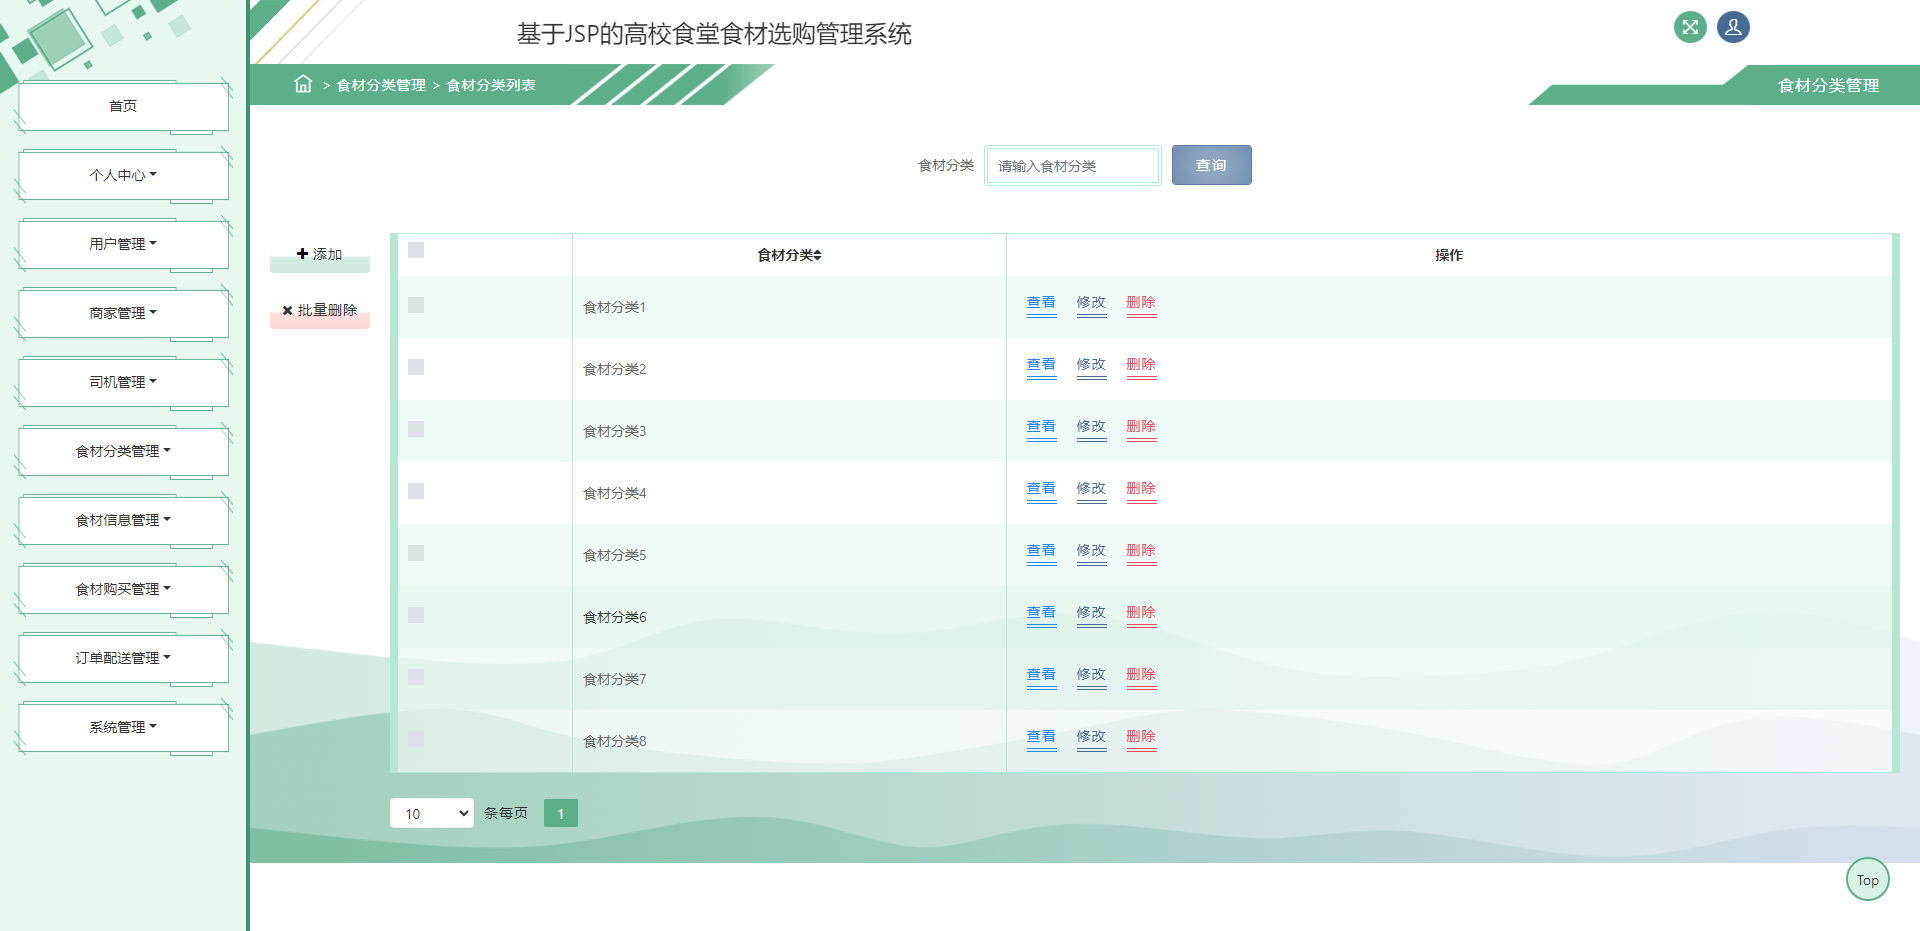 基于JSP的高校食堂食材选购管理系统
> 食材分类管理 > 食材分类列表
食材分类管理
首页
个人中心
用户管理
商家管理
司机管理
食材分类管理
食材信息管理
食材购买管理
订单配送管理
系统管理
食材分类 请输入食材分类 查询
添加
批量删除
食材分类 操作
食材分类1 查看 修改 删除
食材分类2 查看 修改 删除
食材分类3 查看 修改 删除
食材分类4 查看 修改 删除
食材分类5 查看 修改 删除
食材分类6 查看 修改 删除
食材分类7 查看 修改 删除
食材分类8 查看 修改 删除
10 条每页 1
Top